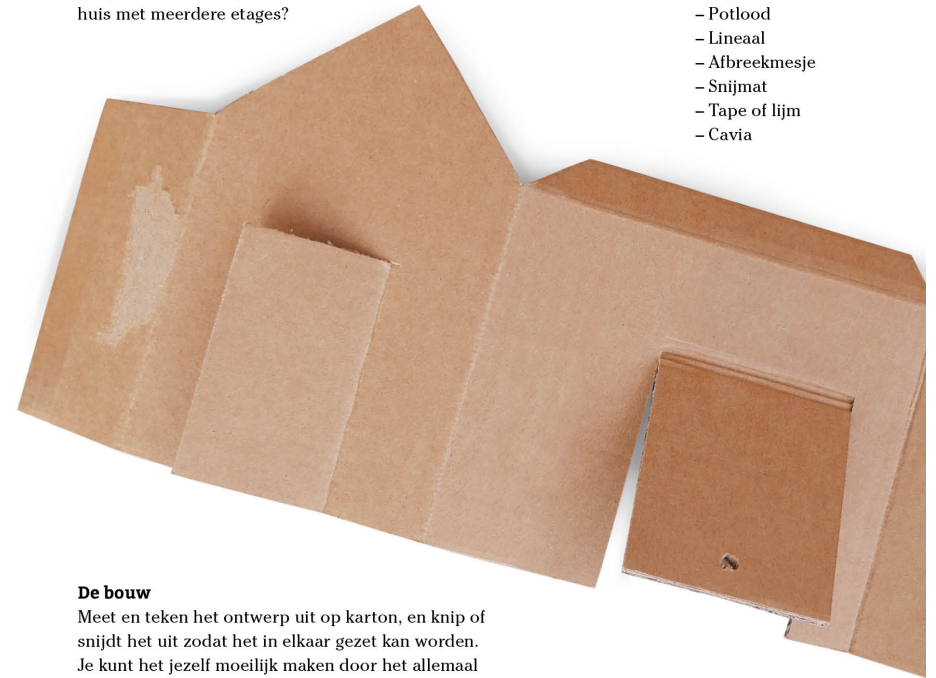 huis met meerdere etages?
– Potlood
– Lineaal
– Afbreekmesje
– Snijmat
– Tape of lijm
– Cavia
De bouw
Meet en teken het ontwerp uit op karton, en knip of
snijdt het uit zodat het in elkaar gezet kan worden.
Je kunt het jezelf moeilijk maken door het allemaal